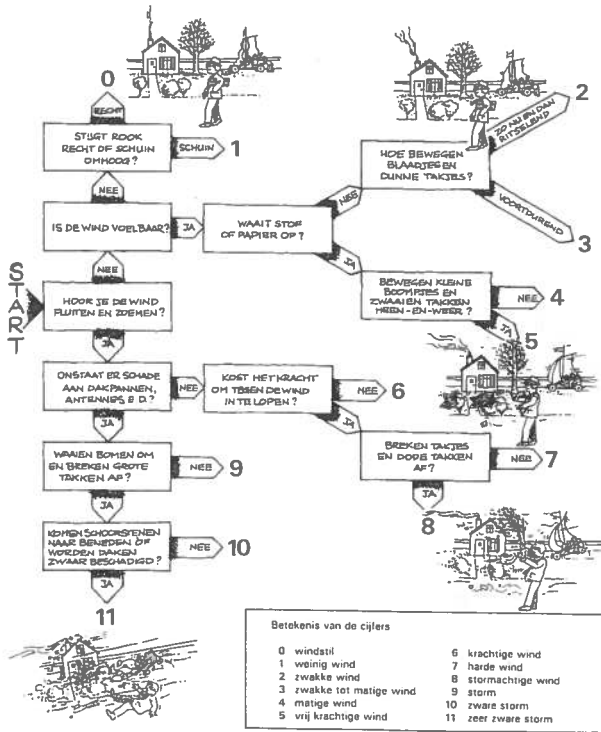 0
RECHT
STIJGT ROOK
RECHT OF SCHUIN
OMHOOG?
SCHUIN
1
NEE
IS DE WIND VOELBAAR?
JA
WAAIT STOF
OF PAPIER OP?
NEE
HOE BEWEGEN
BLAADJES EN
DUNNE TAKJES?
ZO NU EN DAN
RITSELEND
2
VOORTDUREND
3
JA
BEWEGEN KLEINE
BOOMPJES EN
ZWAAIEN TAKKEN
HEEN-EN-WEER?
NEE
4
JA
5
NEE
START
HOOR JE DE WIND
FLUITEN EN ZOEMEN?
JA
ONSTAAT ER SCHADE
AAN DAKPANNEN,
ANTENNES E.D.?
NEE
KOST HET KRACHT
OM TEGEN DE WIND
IN TE LOPEN?
NEE
6
JA
BREKEN TAKJES
EN DODE TAKKEN
AF?
NEE
7
JA
8
JA
WAAIEN BOMEN OM
EN BREKEN GROTE
TAKKEN AF?
NEE
9
JA
KOMEN SCHOORSTENEN
NAAR BENEDEN OF
WORDEN DAKEN
ZWAAR BESCHADIGD?
NEE
10
JA
11
Betekenis van de cijfers
0 windstil
1 weinig wind
2 zwakke wind
3 zwakke tot matige wind
4 matige wind
5 vrij krachtige wind
6 krachtige wind
7 harde wind
8 stormachtige wind
9 storm
10 zware storm
11 zeer zware storm